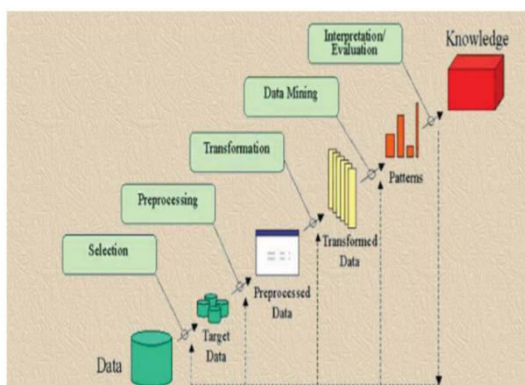 Interpretation/
Evaluation
Knowledge
Data Mining
Transformation
Patterns
Preprocessing
Transformed
Data
Selection
Preprocessed
Data
Target
Data
Data